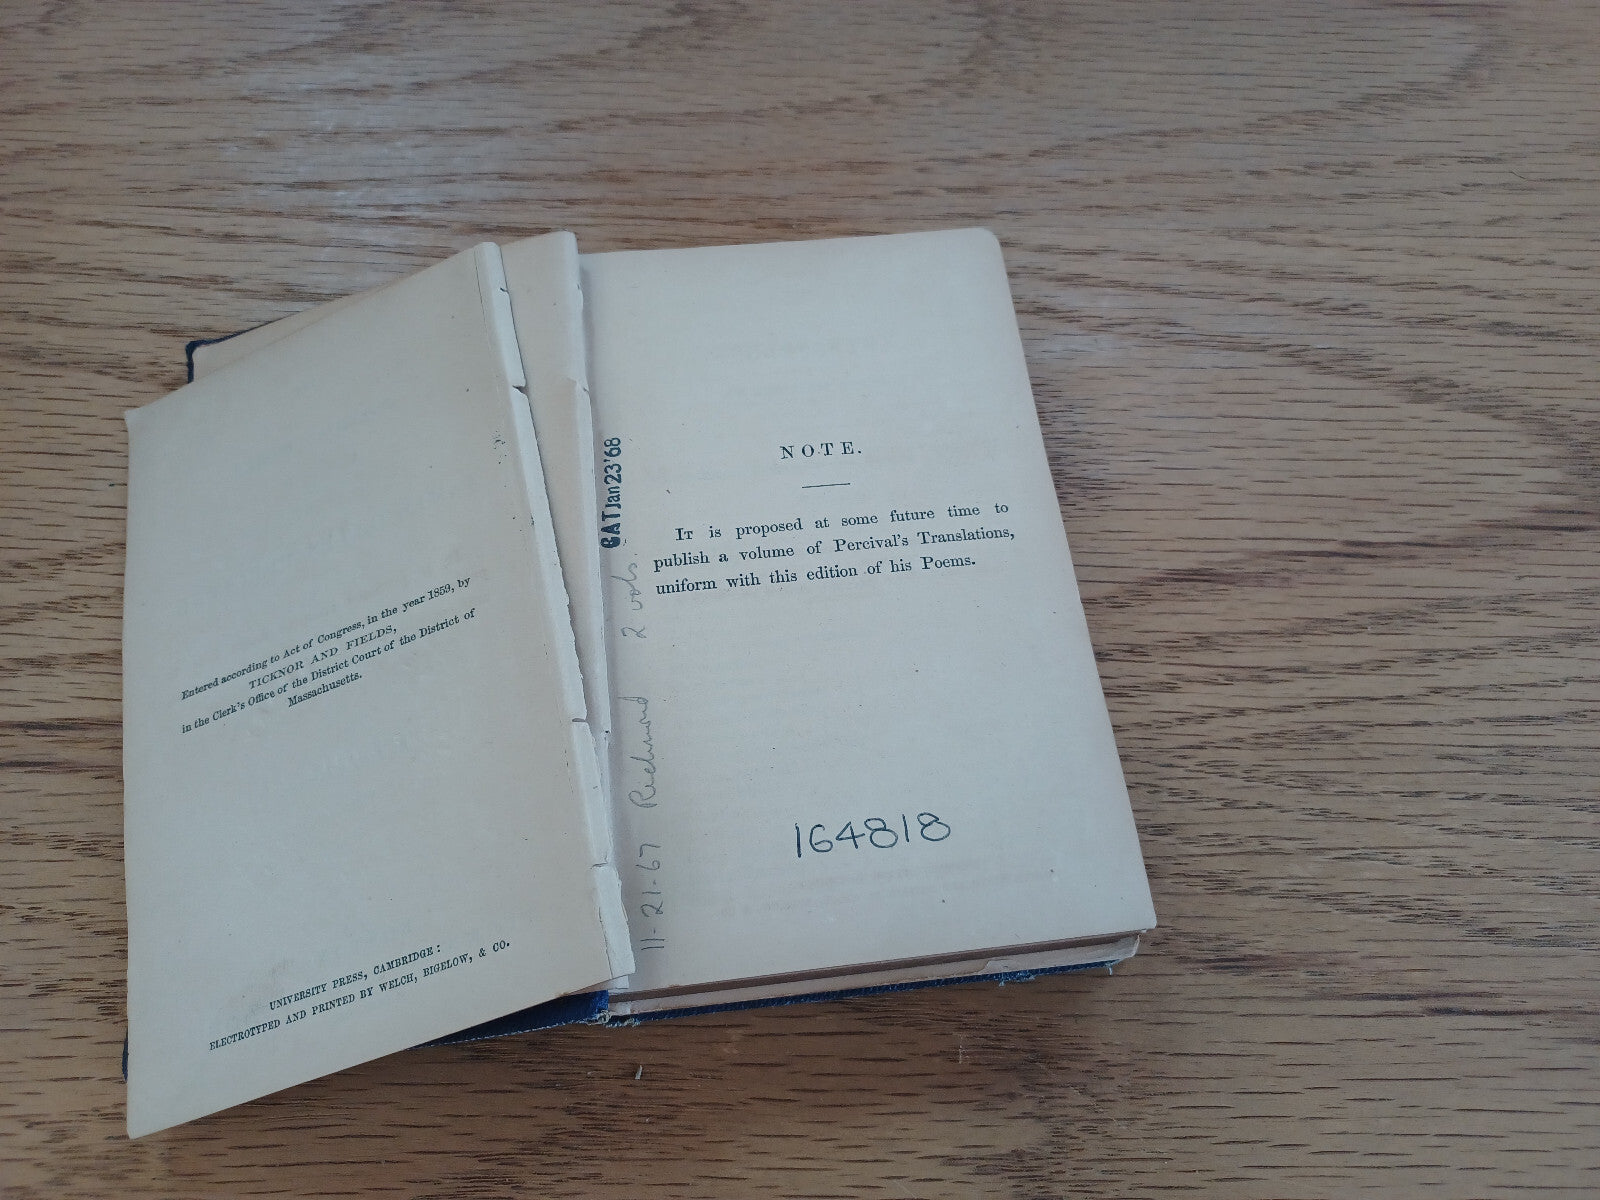 Entered according to Act of Congress, in the year 1859, by
TICKNOR AND FIELDS,
in the Clerk's Office of the District Court of the District of
Massachusetts.
UNIVERSITY PRESS, CAMBRIDGE:
ELECTROTYPED AND PRINTED BY WELCH, BIGELOW, & CO.
CAT Jan 23 '68
11-21-67 Richmond 2 vols.
NOTE.
It is proposed at some future time to
publish a volume of Percival's Translations,
uniform with this edition of his Poems.
164818